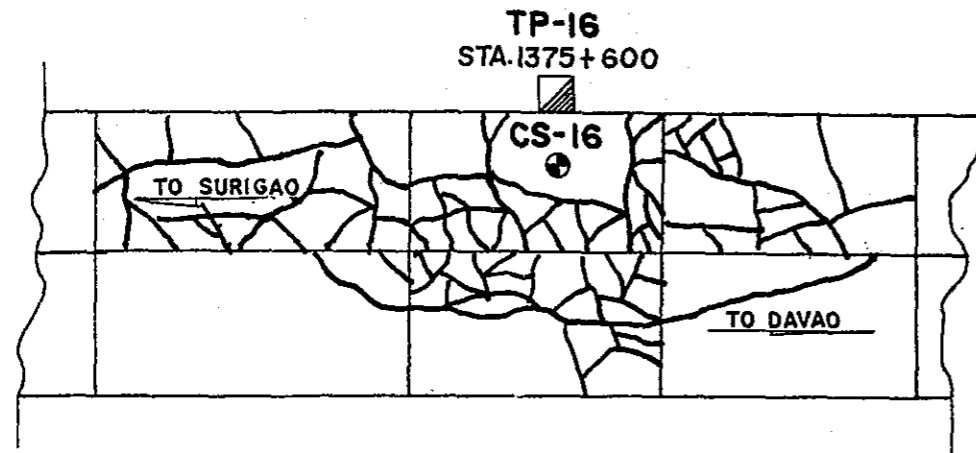 TP-16
STA.1375+600
CS-16
TO SURIGAO
TO DAVAO